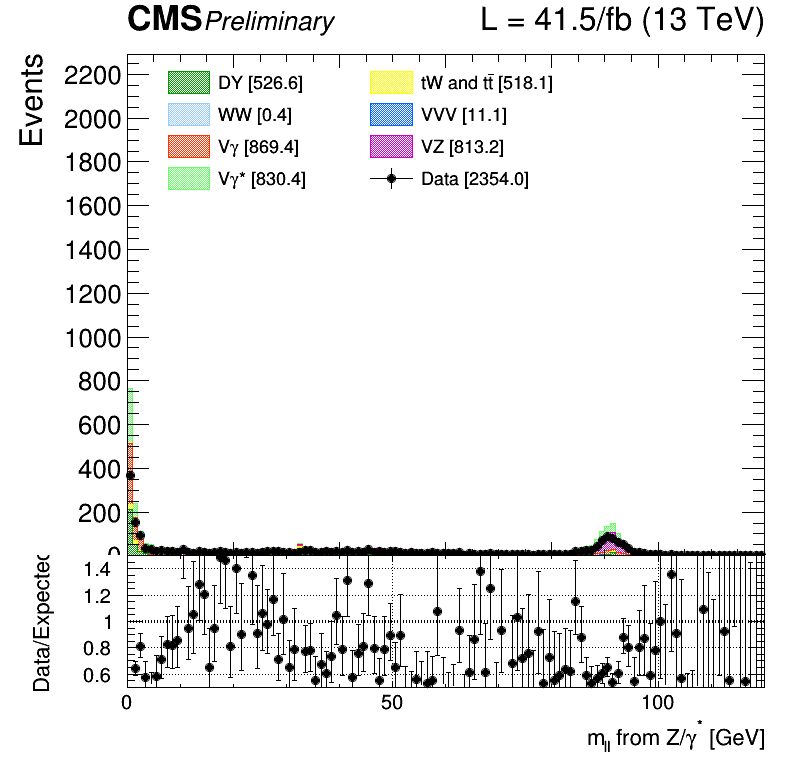 CMS Preliminary L = 41.5/fb (13 TeV)
Events
2200
2000
1800
1600
1400
1200
1000
800
600
400
200
0
DY [526.6]
WW [0.4]
Vγ [869.4]
Vγ* [830.4]
tW and tt̄ [518.1]
VVV [11.1]
VZ [813.2]
Data [2354.0]
Data/Expected
1.4
1.2
1
0.8
0.6
0 50 100
m_ll from Z/γ* [GeV]